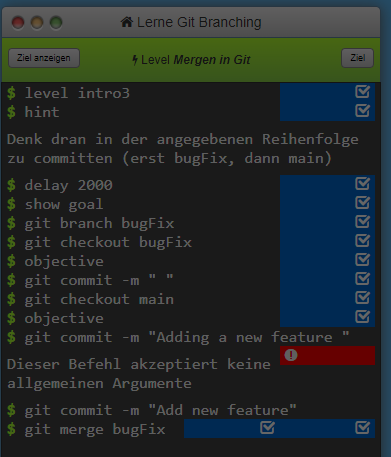 Lerne Git Branching
Ziel anzeigen
Level Mergen in Git
Ziel
$ level intro3
$ hint
Denk dran in der angegebenen Reihenfolge
zu committen (erst bugFix, dann main)
$ delay 2000
$ show goal
$ git branch bugFix
$ git checkout bugFix
$ objective
$ git commit -m " "
$ git checkout main
$ objective
$ git commit -m "Adding a new feature "
Dieser Befehl akzeptiert keine
allgemeinen Argumente
$ git commit -m "Add new feature"
$ git merge bugFix